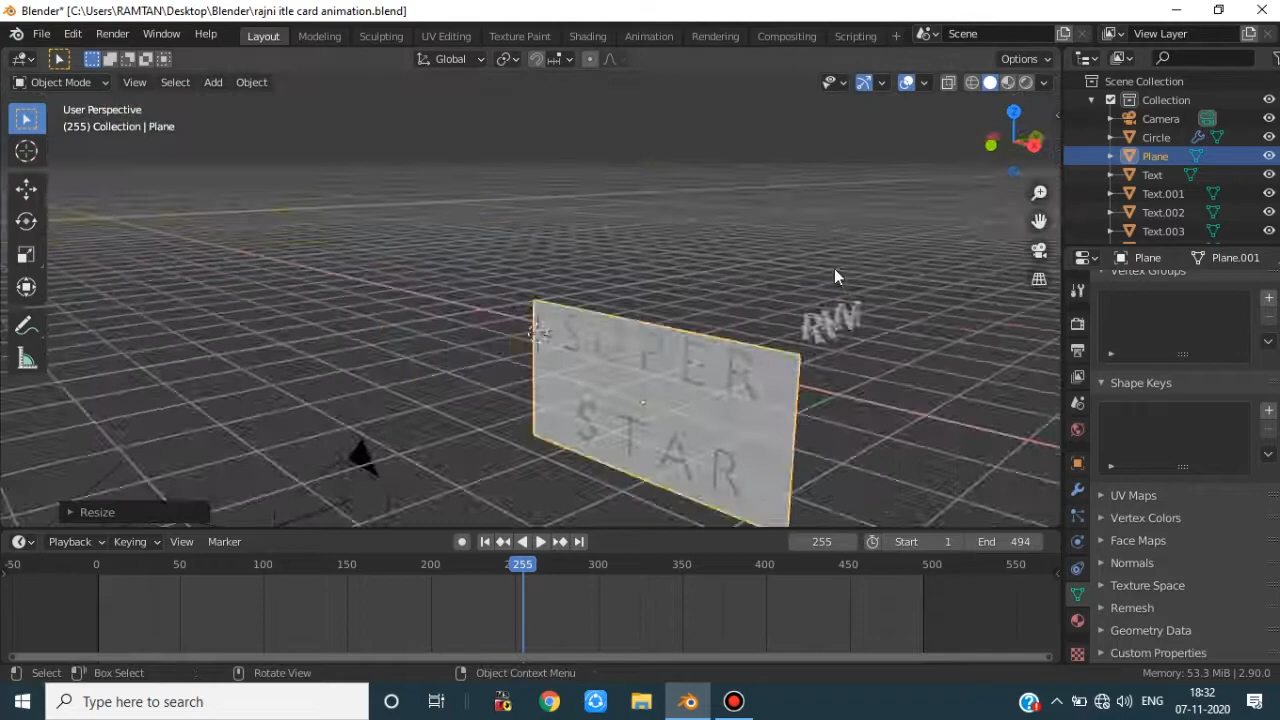 Blender* [C:\Users\RAMTAN\Desktop\Blender\rajni itle card animation.blend]
File Edit Render Window Help Layout Modeling Sculpting UV Editing Texture Paint Shading Animation Rendering Compositing Scripting Scene View Layer
Global Options
Object Mode View Select Add Object
User Perspective
(255) Collection | Plane
Z
SUPER
STAR
Resize
Scene Collection
Collection
Camera
Circle
Plane
Text
Text.001
Text.002
Text.003
Plane Plane.001
Vertex Groups
Shape Keys
UV Maps
Vertex Colors
Face Maps
Normals
Texture Space
Remesh
Geometry Data
Custom Properties
Playback Keying View Marker 255 Start 1 End 494
-50 0 50 100 150 200 255 300 350 400 450 500 550
Select Box Select Rotate View Object Context Menu Memory: 53.3 MiB | 2.90.0
Type here to search ENG 18:32
07-11-2020